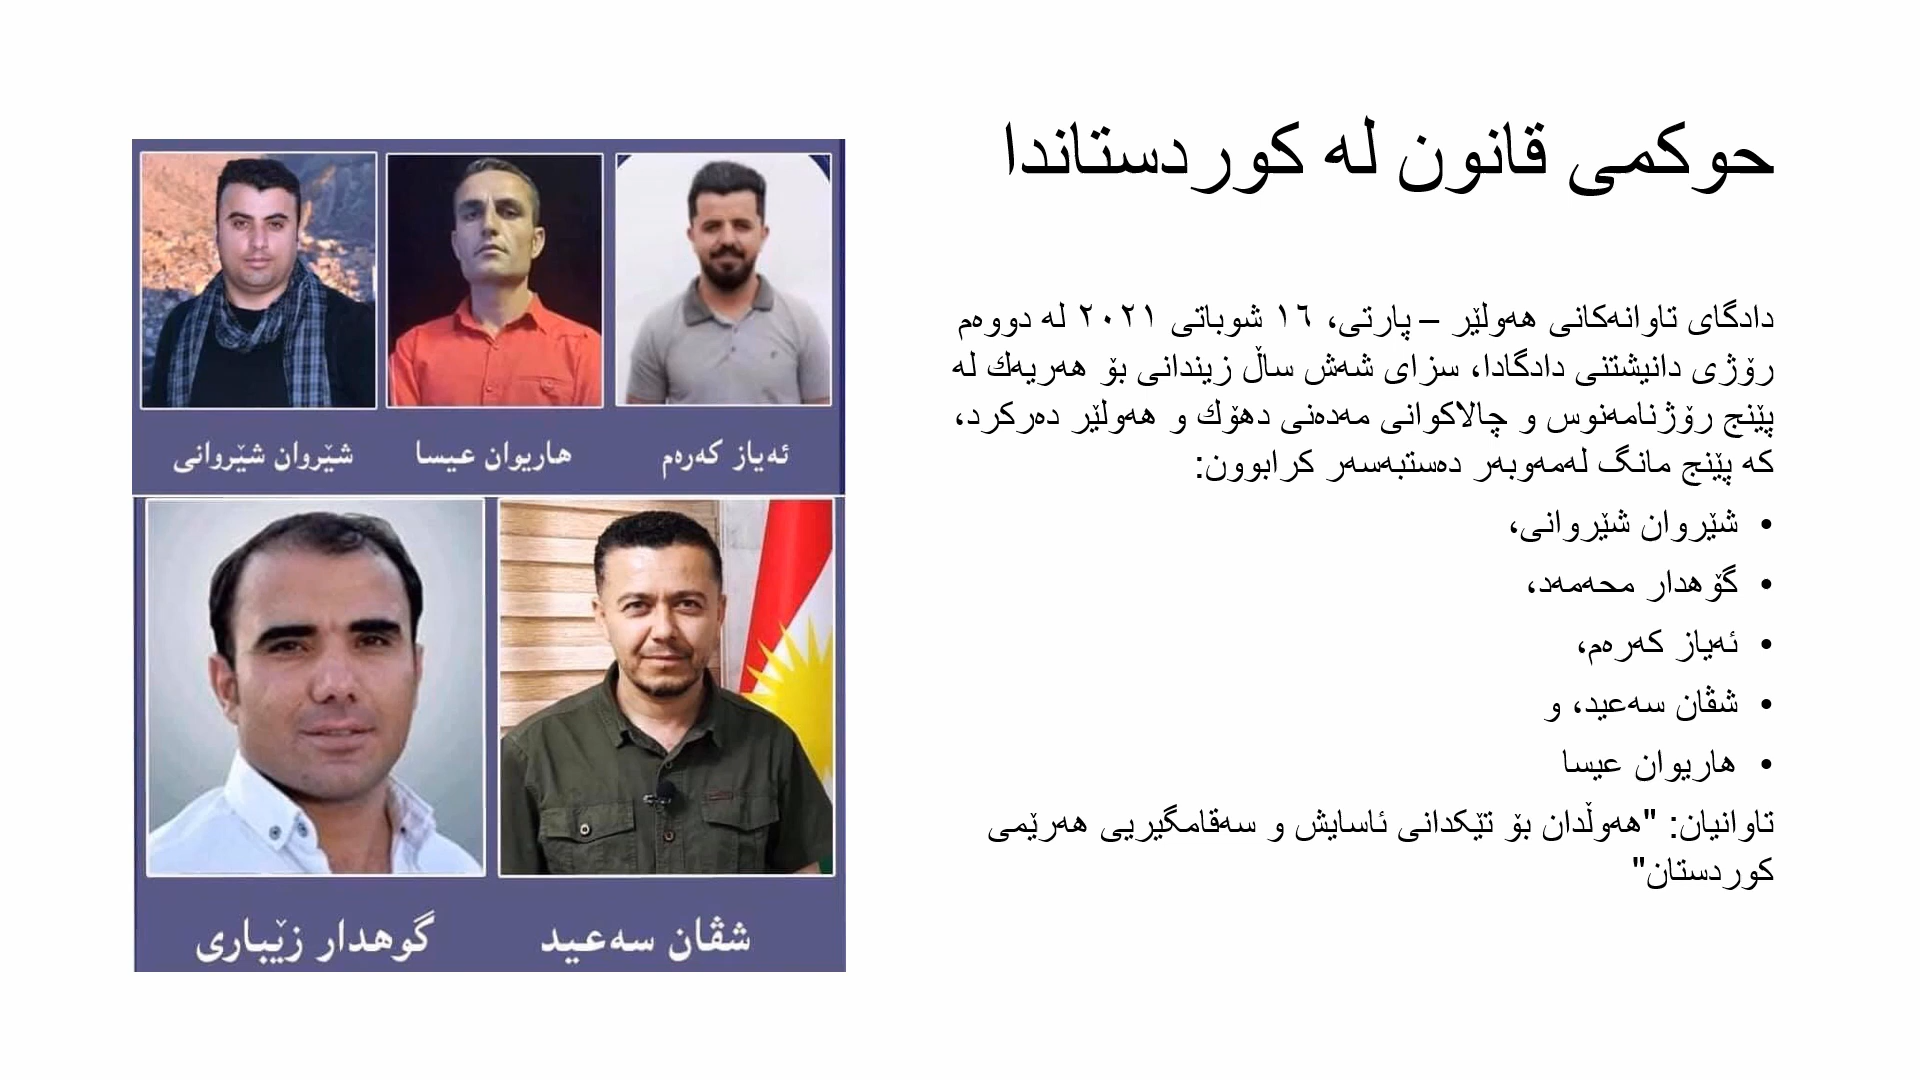 حوکمی قانون له کوردستاندا
دادگای تاوانەکانی هەولێر – پارتی، ١٦ شوباتی ٢٠٢١ لە دووەم
رۆژی دانیشتنی دادگادا، سزای شەش ساڵ زیندانی بۆ هەریەك لە
پێنج رۆژنامەنوس و چالاکوانی مەدەنی دهۆك و هەولێر دەرکرد،
کە پێنج مانگ لەمەوبەر دەستبەسەر کرابوون:
• شێروان شێروانی،
• گۆهدار محەمەد،
• ئەیاز کەرەم،
• شڤان سەعید، و
• هاریوان عیسا
تاوانیان: "هەوڵدان بۆ تێکدانی ئاسایش و سەقامگیریی هەرێمی
کوردستان"
ئەیاز کەرەم
هاریوان عیسا
شێروان شێروانی
شڤان سەعید
گوهدار زێباری